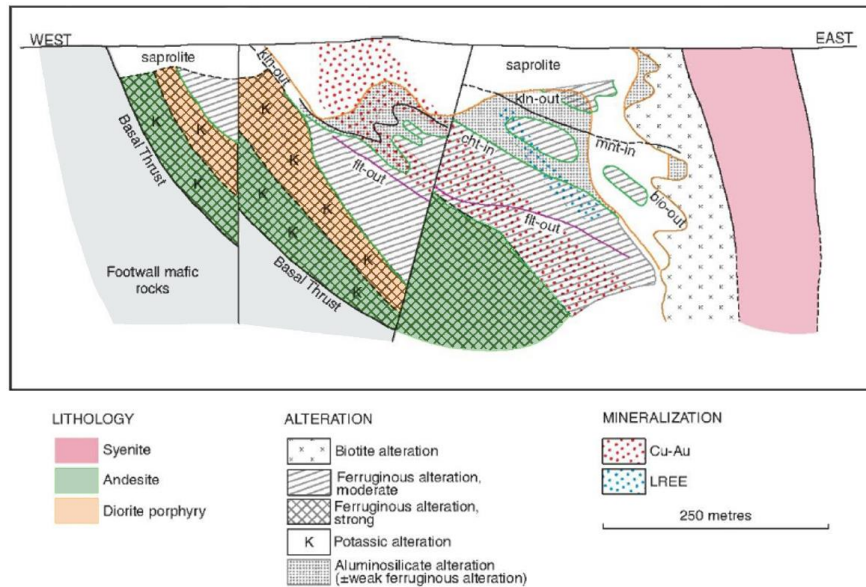 WEST
EAST
saprolite
kln-out
saprolite
kln-out
cht-in
mnt-in
flt-out
flt-out
bio-out
K
K
K
K
K
K
K
K
K
Basal Thrust
Basal Thrust
Footwall mafic
rocks
LITHOLOGY
Syenite
Andesite
Diorite porphyry
ALTERATION
Biotite alteration
Ferruginous alteration,
moderate
Ferruginous alteration,
strong
K
Potassic alteration
Aluminosilicate alteration
(±weak ferruginous alteration)
MINERALIZATION
Cu-Au
LREE
250 metres